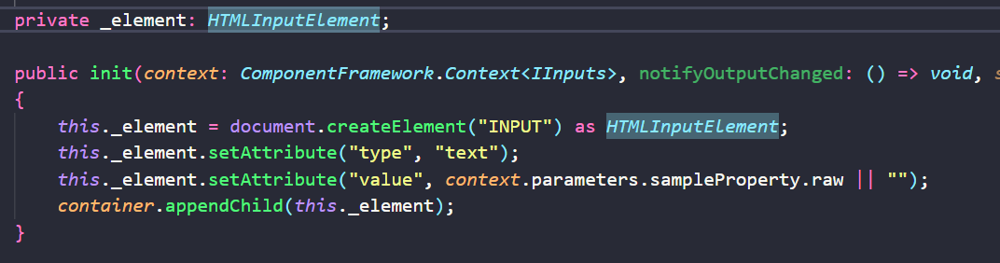 private _element: HTMLInputElement;
public init(context: ComponentFramework.Context<IInputs>, notifyOutputChanged: () => void,
{
this._element = document.createElement("INPUT") as HTMLInputElement;
this._element.setAttribute("type", "text");
this._element.setAttribute("value", context.parameters.sampleProperty.raw || "");
container.appendChild(this._element);
}